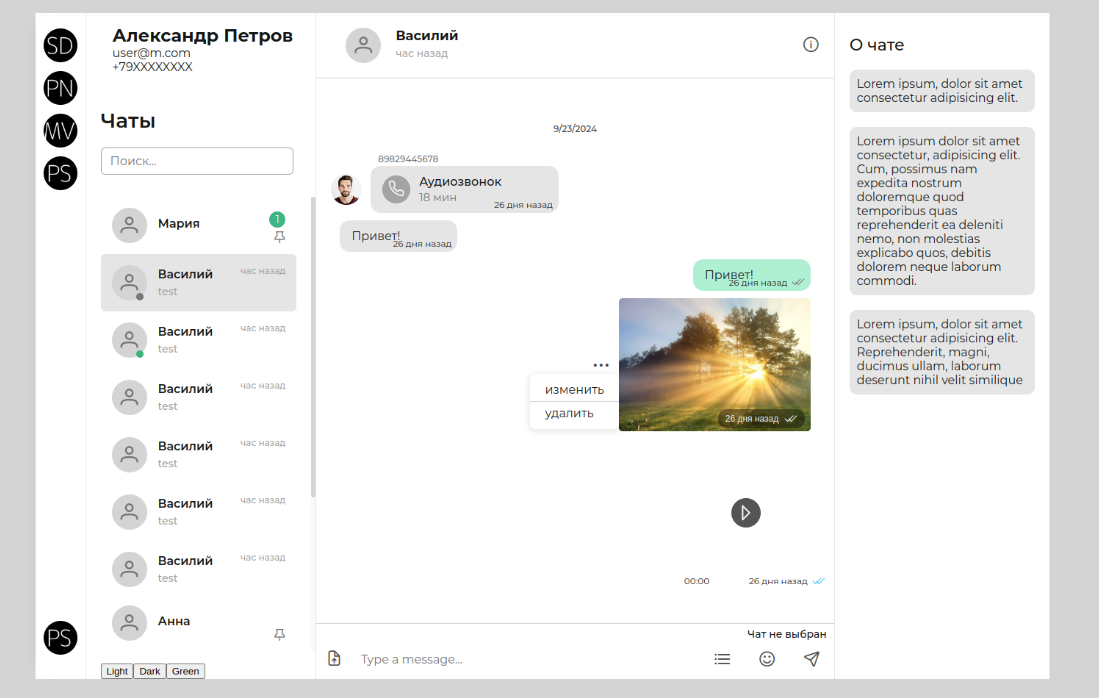 SD
PN
MV
PS
PS
Александр Петров
user@m.com
+79XXXXXXXX
Чаты
Поиск...
Мария
1
Василий
час назад
test
Василий
час назад
test
Василий
час назад
test
Василий
час назад
test
Василий
час назад
test
Василий
час назад
test
Анна
Light Dark Green
Василий
час назад
9/23/2024
89829445678
Аудиозвонок
18 мин
26 дня назад
Привет!
26 дня назад
Привет!
26 дня назад
изменить
удалить
26 дня назад
00:00
26 дня назад
Чат не выбран
Type a message...
О чате
Lorem ipsum, dolor sit amet
consectetur adipisicing elit.
Lorem ipsum dolor sit amet
consectetur, adipisicing elit.
Cum, possimus nam
expedita nostrum
doloremque quod
temporibus quas
reprehenderit ea deleniti
nemo, non molestias
explicabo quos, debitis
dolorem neque laborum
commodi.
Lorem ipsum, dolor sit amet
consectetur adipisicing elit.
Reprehenderit, magni,
ducimus ullam, laborum
deserunt nihil velit similique